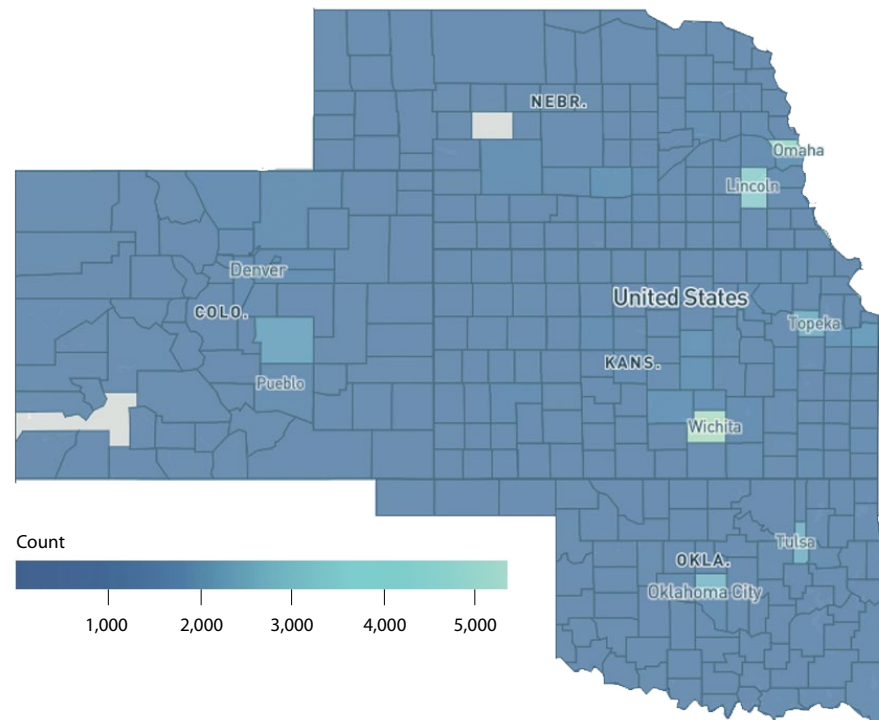 NEBR.
Omaha
Lincoln
Denver
United States
COLO.
Topeka
KANS.
Pueblo
Wichita
Count
Tulsa
OKLA.
Oklahoma City
1,000 2,000 3,000 4,000 5,000